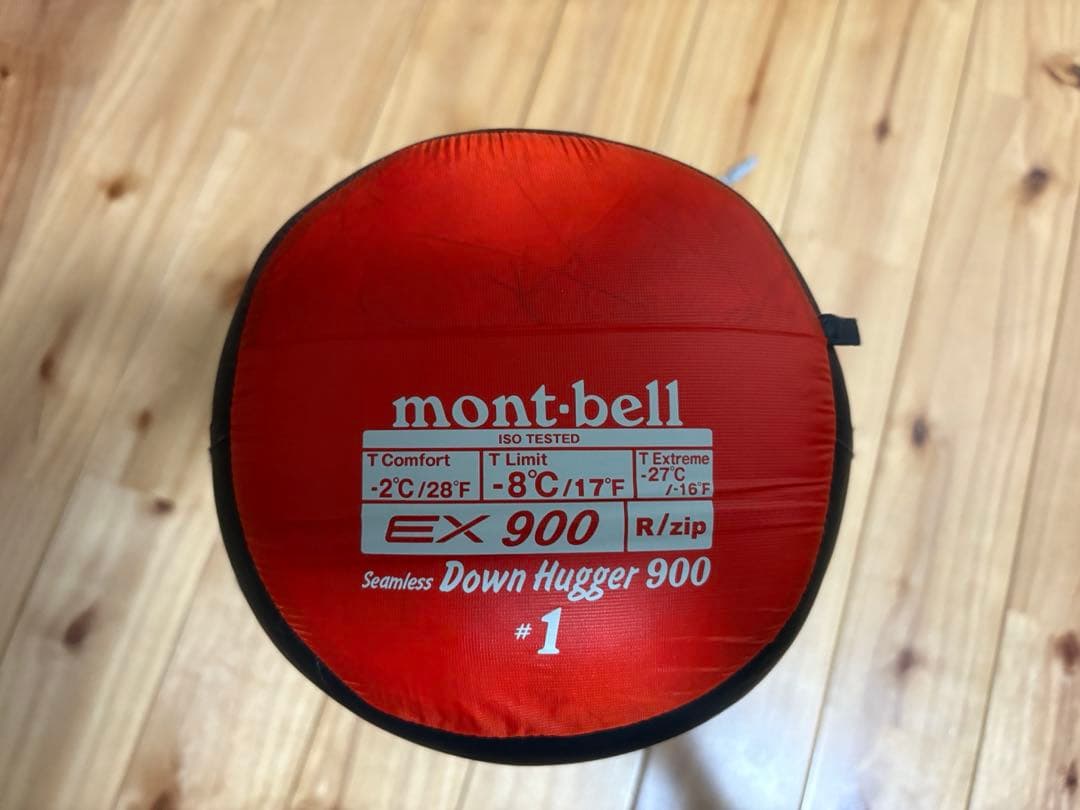 mont-bell
ISO TESTED
T Comfort T Limit T Extreme
-2℃/28°F -8℃/17°F -27℃/-16°F
EX 900 R/zip
Seamless Down Hugger 900
#1